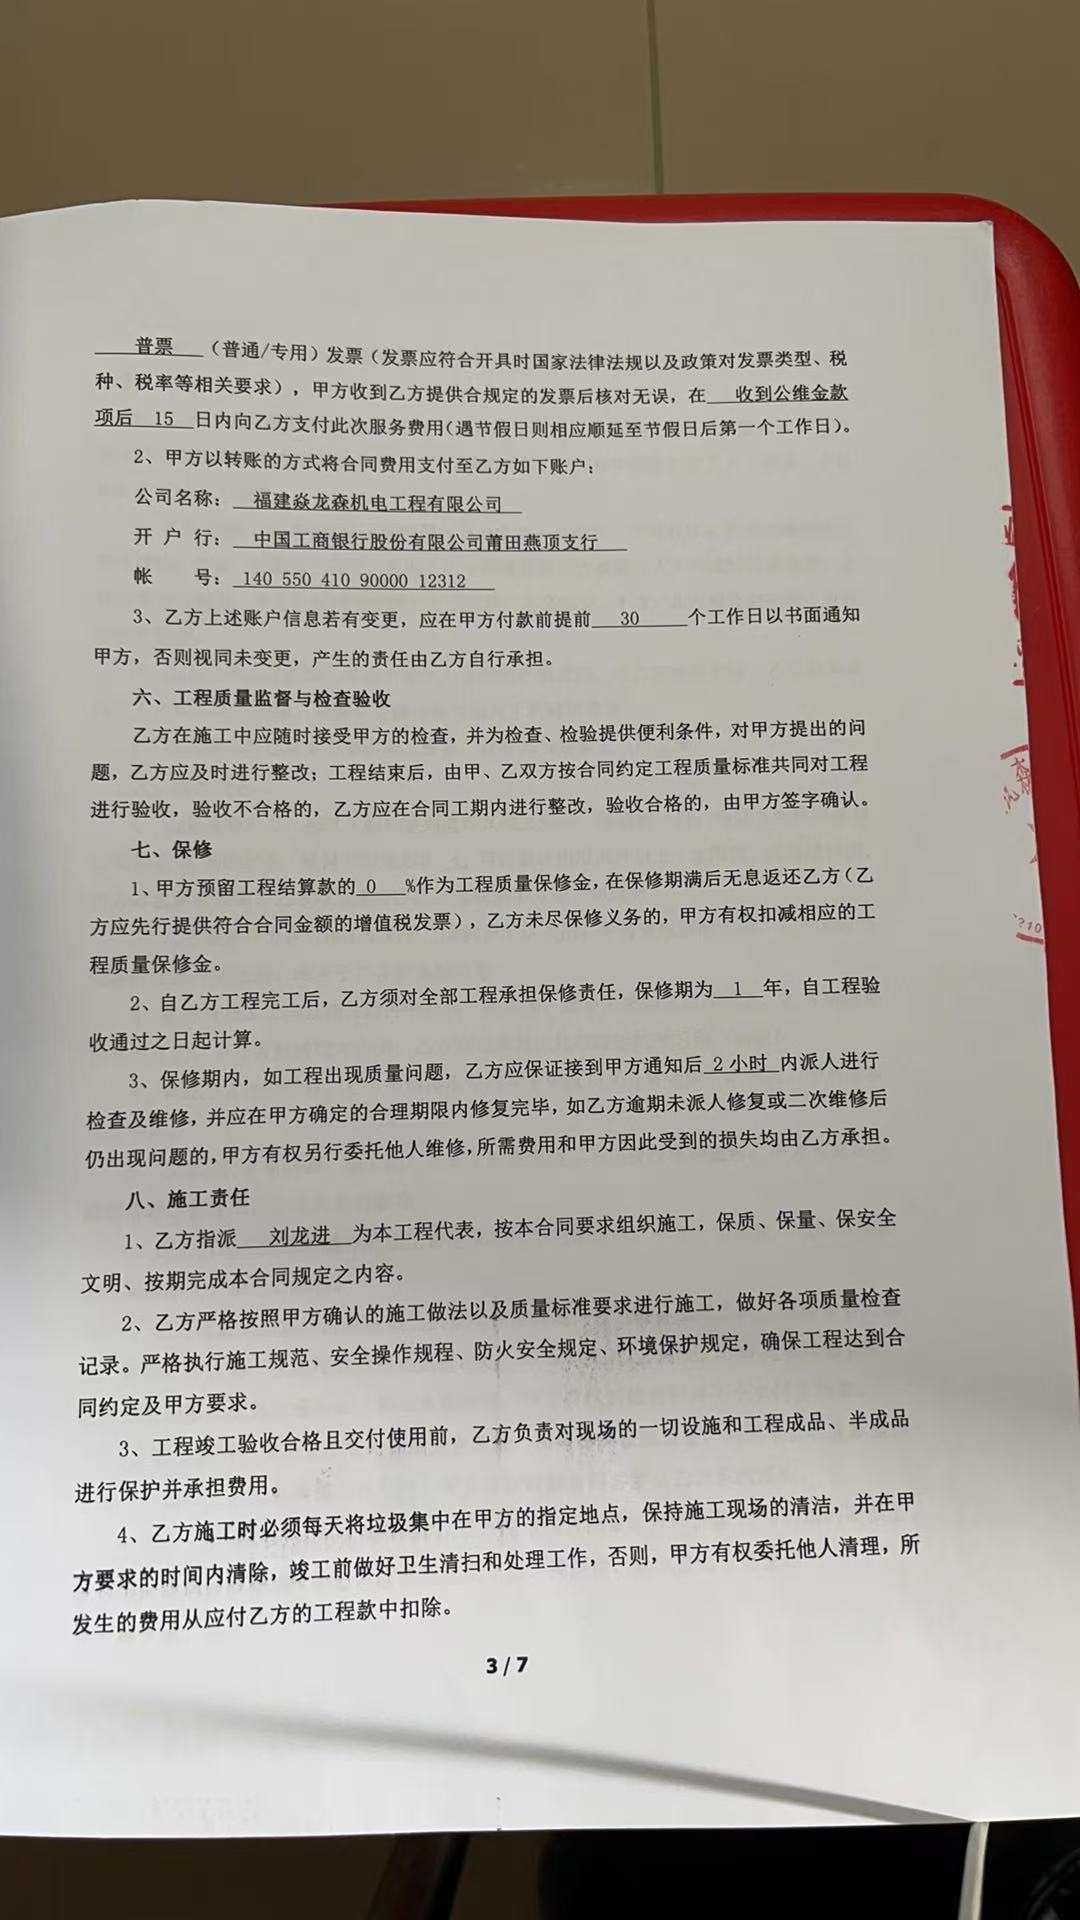 普票 （普通/专用）发票（发票应符合开具时国家法律法规以及政策对发票类型、税
种、税率等相关要求），甲方收到乙方提供合规定的发票后核对无误，在 收到公维金款
项后 15 日内向乙方支付此次服务费用（遇节假日则相应顺延至节假日后第一个工作日）。
2、甲方以转账的方式将合同费用支付至乙方如下账户：
公司名称： 福建焱龙森机电工程有限公司
开 户 行： 中国工商银行股份有限公司莆田燕顶支行
帐 号： 140 550 410 90000 12312
3、乙方上述账户信息若有变更，应在甲方付款前提前 30 个工作日以书面通知
甲方，否则视同未变更，产生的责任由乙方自行承担。
六、工程质量监督与检查验收
乙方在施工中应随时接受甲方的检查，并为检查、检验提供便利条件，对甲方提出的问
题，乙方应及时进行整改；工程结束后，由甲、乙双方按合同约定工程质量标准共同对工程
进行验收，验收不合格的，乙方应在合同工期内进行整改，验收合格的，由甲方签字确认。
七、保修
1、甲方预留工程结算款的 0 %作为工程质量保修金，在保修期满后无息返还乙方（乙
方应先行提供符合合同金额的增值税发票），乙方未尽保修义务的，甲方有权扣减相应的工
程质量保修金。
2、自乙方工程完工后，乙方须对全部工程承担保修责任，保修期为 1 年，自工程验
收通过之日起计算。
3、保修期内，如工程出现质量问题，乙方应保证接到甲方通知后 2 小时 内派人进行
检查及维修，并应在甲方确定的合理期限内修复完毕，如乙方逾期未派人修复或二次维修后
仍出现问题的，甲方有权另行委托他人维修，所需费用和甲方因此受到的损失均由乙方承担。
八、施工责任
1、乙方指派 刘龙进 为本工程代表，按本合同要求组织施工，保质、保量、保安全
文明、按期完成本合同规定之内容。
2、乙方严格按照甲方确认的施工做法以及质量标准要求进行施工，做好各项质量检查
记录。严格执行施工规范、安全操作规程、防火安全规定、环境保护规定，确保工程达到合
同约定及甲方要求。
3、工程竣工验收合格且交付使用前，乙方负责对现场的一切设施和工程成品、半成品
进行保护并承担费用。
4、乙方施工时必须每天将垃圾集中在甲方的指定地点，保持施工现场的清洁，并在甲
方要求的时间内清除，竣工前做好卫生清扫和处理工作，否则，甲方有权委托他人清理，所
发生的费用从应付乙方的工程款中扣除。
3 / 7